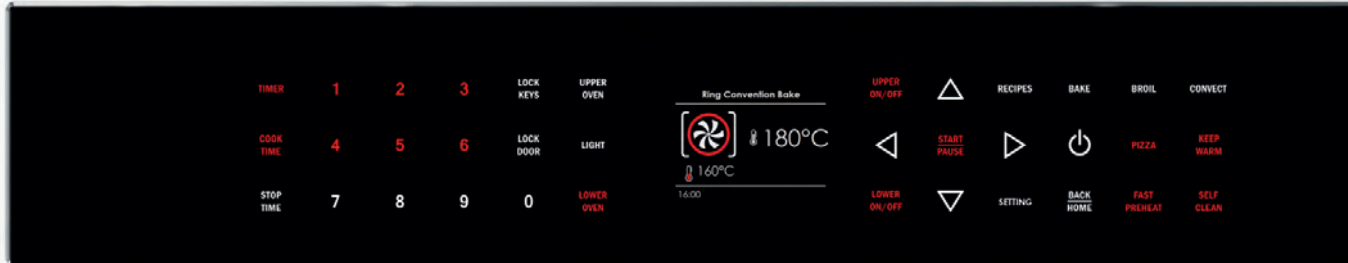 TIMER 1 2 3 LOCK KEYS UPPER OVEN
COOK TIME 4 5 6 LOCK DOOR LIGHT
STOP TIME 7 8 9 0 LOWER OVEN
Ring Convention Bake
180°C
160°C
16:00
UPPER ON/OFF RECIPES BAKE BROIL CONVECT
START PAUSE PIZZA KEEP WARM
LOWER ON/OFF SETTING BACK HOME FAST PREHEAT SELF CLEAN